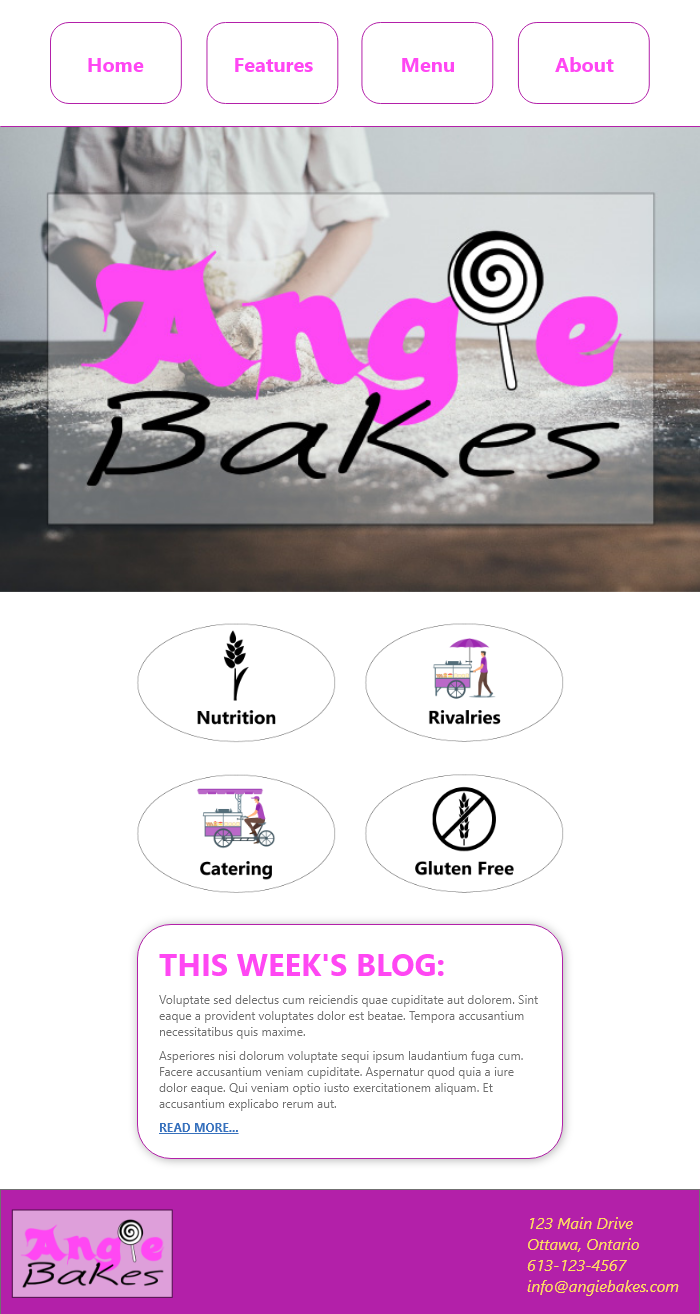 Home
Features
Menu
About
Angie
Bakes
Nutrition
Rivalries
Catering
Gluten Free
THIS WEEK'S BLOG:
Voluptate sed delectus cum reiciendis quae cupiditate aut dolorem. Sint
eaque a provident voluptates dolor est beatae. Tempora accusantium
necessitatibus quis maxime.
Asperiores nisi dolorum voluptate sequi ipsum laudantium fuga cum.
Facere accusantium veniam cupiditate. Aspernatur quod quia a iure
dolor eaque. Qui veniam optio iusto exercitationem aliquam. Et
accusantium explicabo rerum aut.
READ MORE...
Angie
Bakes
123 Main Drive
Ottawa, Ontario
613-123-4567
info@angiebakes.com